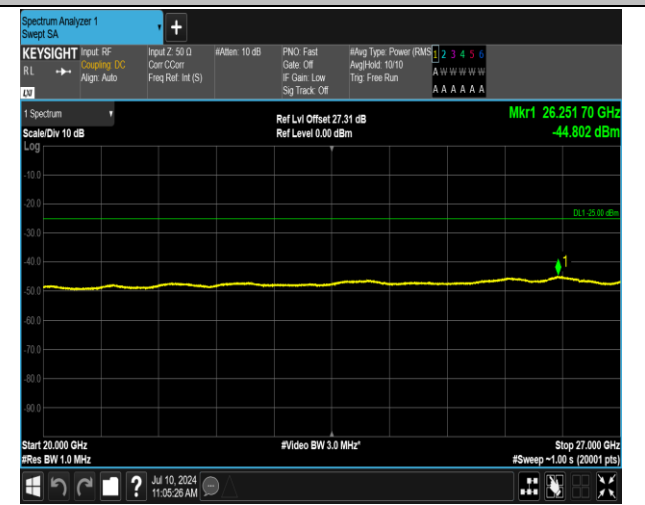 Spectrum Analyzer 1
Swept SA
+
KEYSIGHT
RL
Input: RF
Coupling: DC
Align: Auto
Input Z: 50 Ω
Corr CCorr
Freq Ref: Int (S)
#Atten: 10 dB
PNO: Fast
Gate: Off
IF Gain: Low
Sig Track: Off
#Avg Type: Power (RMS
Avg|Hold: 10/10
Trig: Free Run
1 2 3 4 5 6
A W W W W W
A A A A A A
1 Spectrum
Scale/Div 10 dB
Log
Ref Lvl Offset 27.31 dB
Ref Level 0.00 dBm
Mkr1 26.251 70 GHz
-44.802 dBm
-10.0
-20.0
DL1 -25.00 dBm
-30.0
-40.0
1
-50.0
-60.0
-70.0
-80.0
-90.0
Start 20.000 GHz
#Res BW 1.0 MHz
#Video BW 3.0 MHz*
Stop 27.000 GHz
#Sweep ~1.00 s (20001 pts)
?
Jul 10, 2024
11:05:26 AM